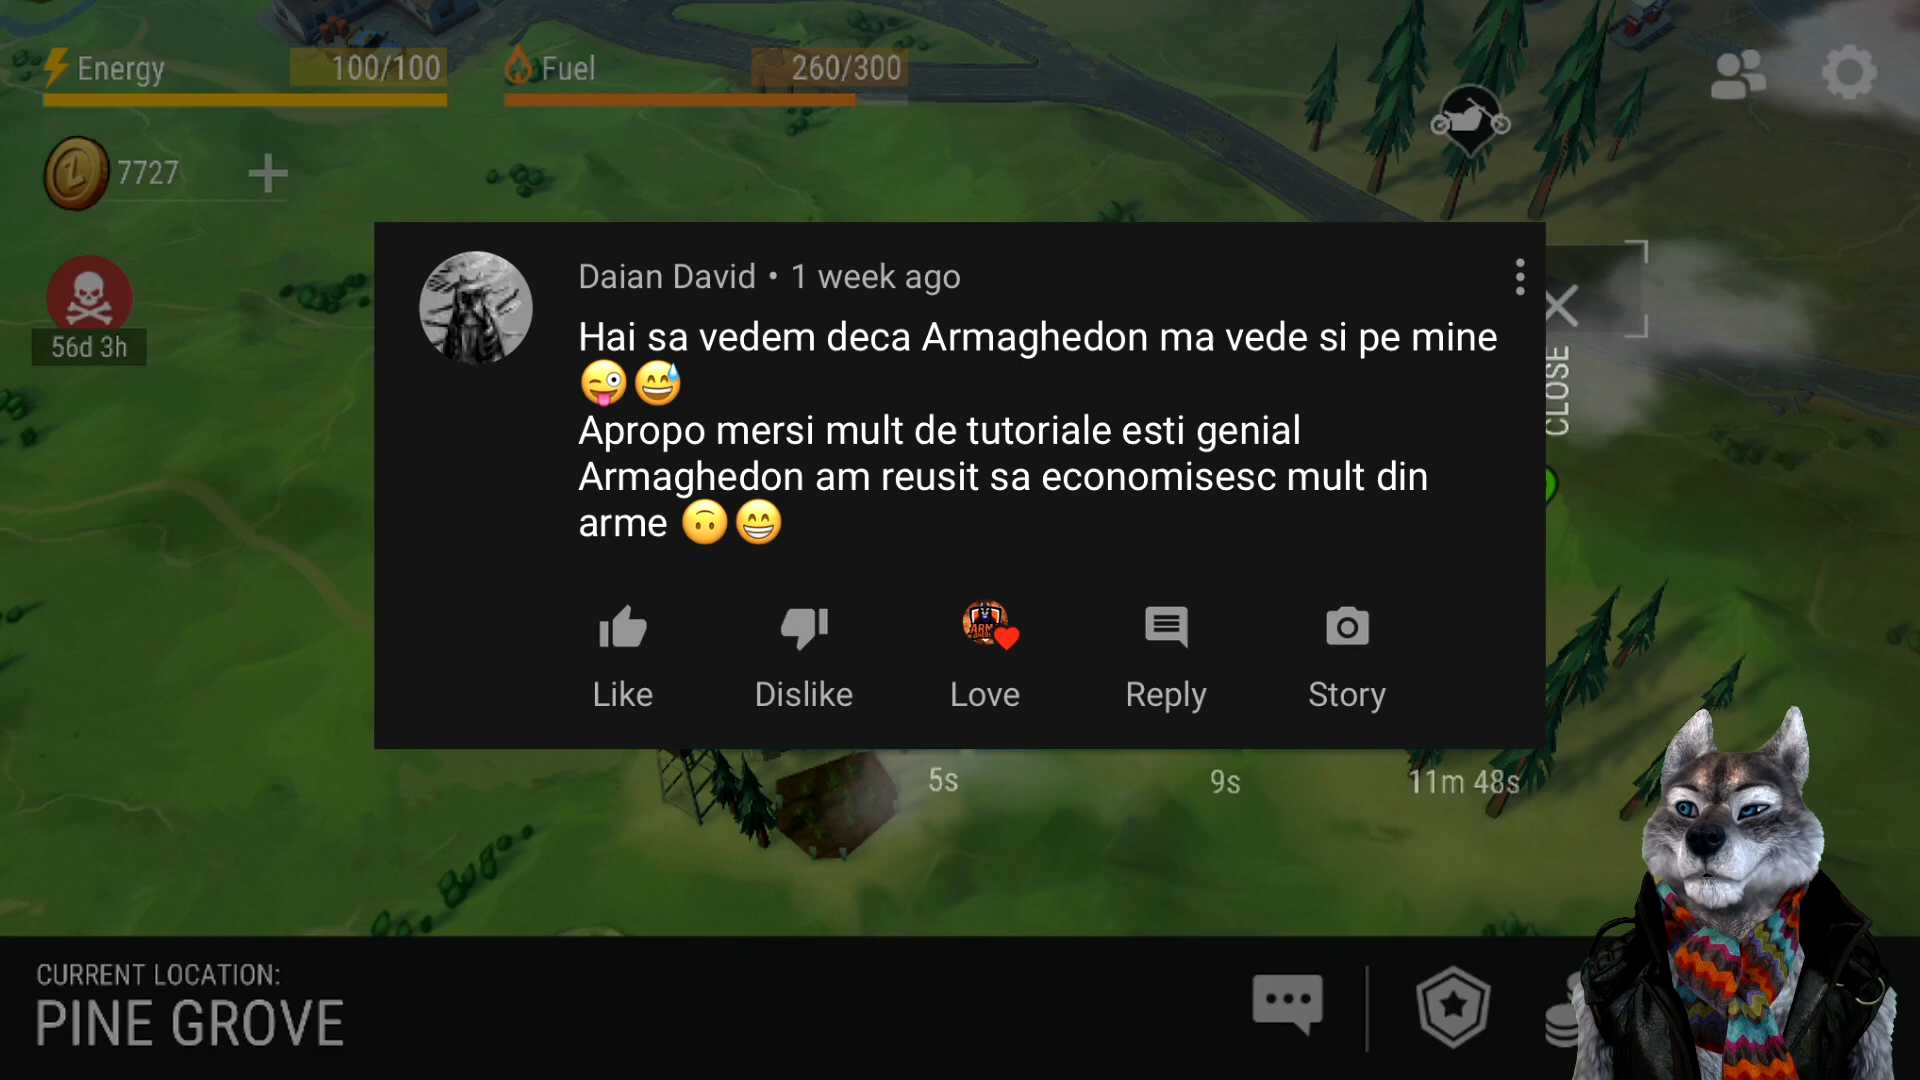 Energy 100/100 Fuel 260/300
7727
56d 3h
Daian David • 1 week ago
Hai sa vedem deca Armaghedon ma vede si pe mine
😜😅
Apropo mersi mult de tutoriale esti genial
Armaghedon am reusit sa economisesc mult din
arme 🙃😁
Like Dislike Love Reply Story
CLOSE
5s 9s 11m 48s
CURRENT LOCATION:
PINE GROVE